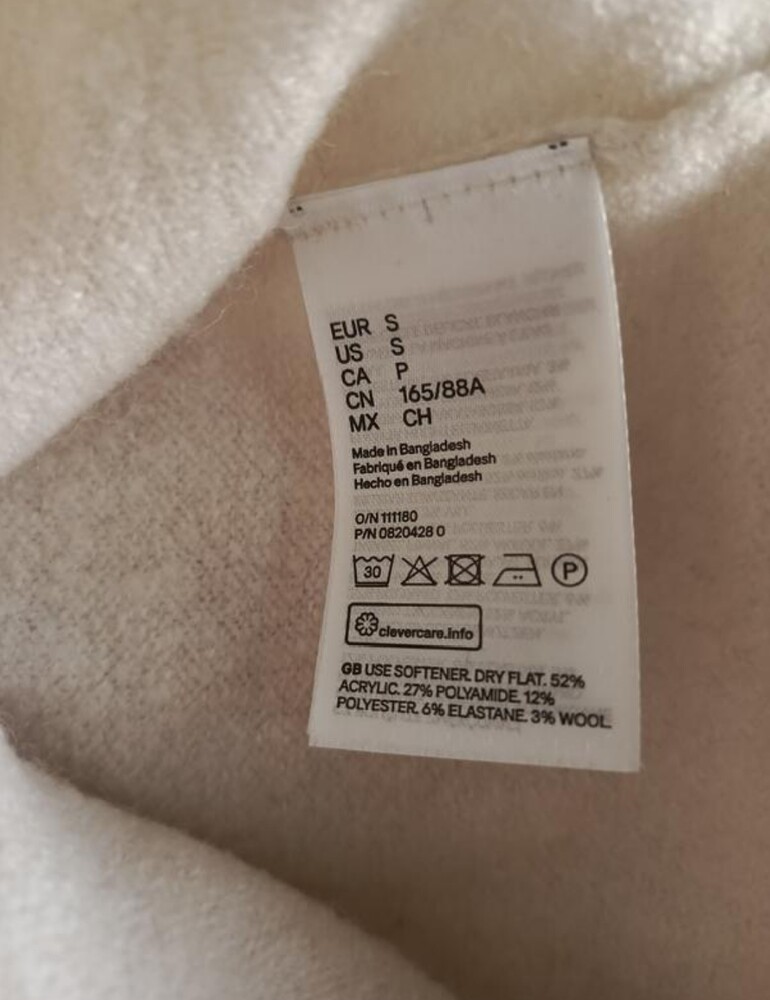 EUR S
US S
CA P
CN 165/88A
MX CH
Made in Bangladesh
Fabriqué en Bangladesh
Hecho en Bangladesh
O/N 111180
P/N 0820428 0
30 P
clevercare.info
GB USE SOFTENER. DRY FLAT. 52%
ACRYLIC. 27% POLYAMIDE. 12%
POLYESTER. 6% ELASTANE. 3% WOOL.